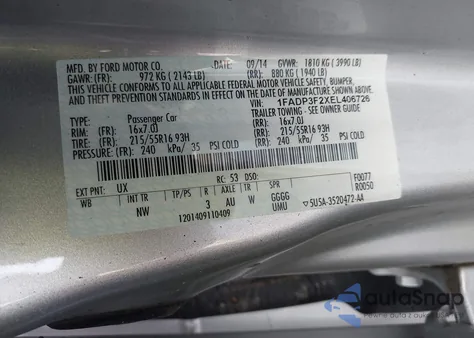 MFD. BY FORD MOTOR CO. 09/14 GVWR: 1810 KG ( 3990 LB)
GAWR: (FR) 972 KG ( 2143 LB) (RR) 880 KG ( 1940 LB)
CONFORMS TO ALL APPLICABLE FEDERAL MOTOR VEHICLE SAFETY, BUMPER,
AND THEFT PREVENTION STANDARDS IN EFFECT ON THE DATE OF
MANUFACTURE SHOWN ABOVE.
1FADP3F2XEL406726
TYPE: Passenger Car TRAILER TOWING - SEE OWNER GUIDE
RIM: (FR) 16x7.0J (RR) 16x7.0J
TIRE: (FR) 215/55R16 93H (RR) 215/55R16 93H
PRESSURE: (FR) 240 kPa/ 35 PSI COLD (RR) 240 kPa/ 35 PSI COLD
EXT PNT: UX RC: 53 DSO: F0077
WB INT TR TP/PS R AXLE TR SPR R0050
NW 3 AU W GGGG
UMU
1201409110409 5U5A-3520472-AA
autaSnap
Pewne auta z aukcji